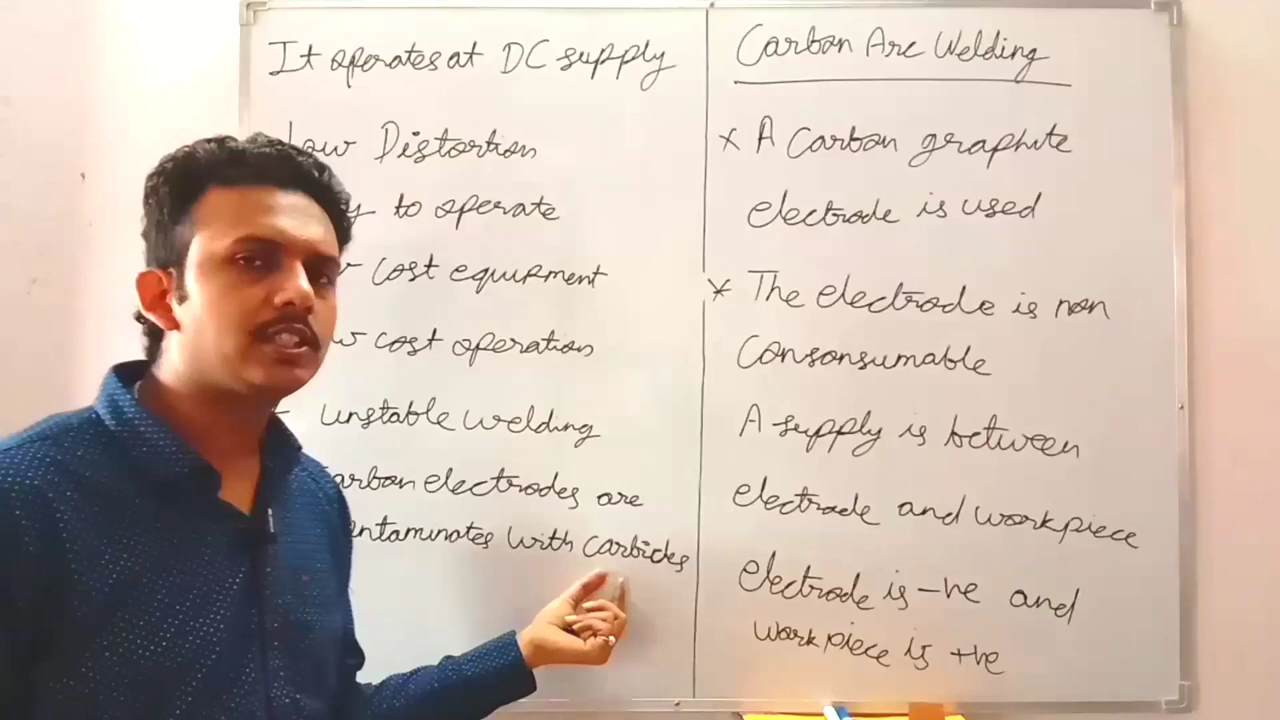 It operates at DC supply
Low Distortion
to operate
cost equipment
cost operation
unstable welding
Carbon electrodes are
contaminates with carbides
Carbon Arc Welding
* A Carbon graphite
electrode is used
* The electrode is non
Consonsumable
A supply is between
electrode and workpiece
electrode is -ve and
workpiece is +ve